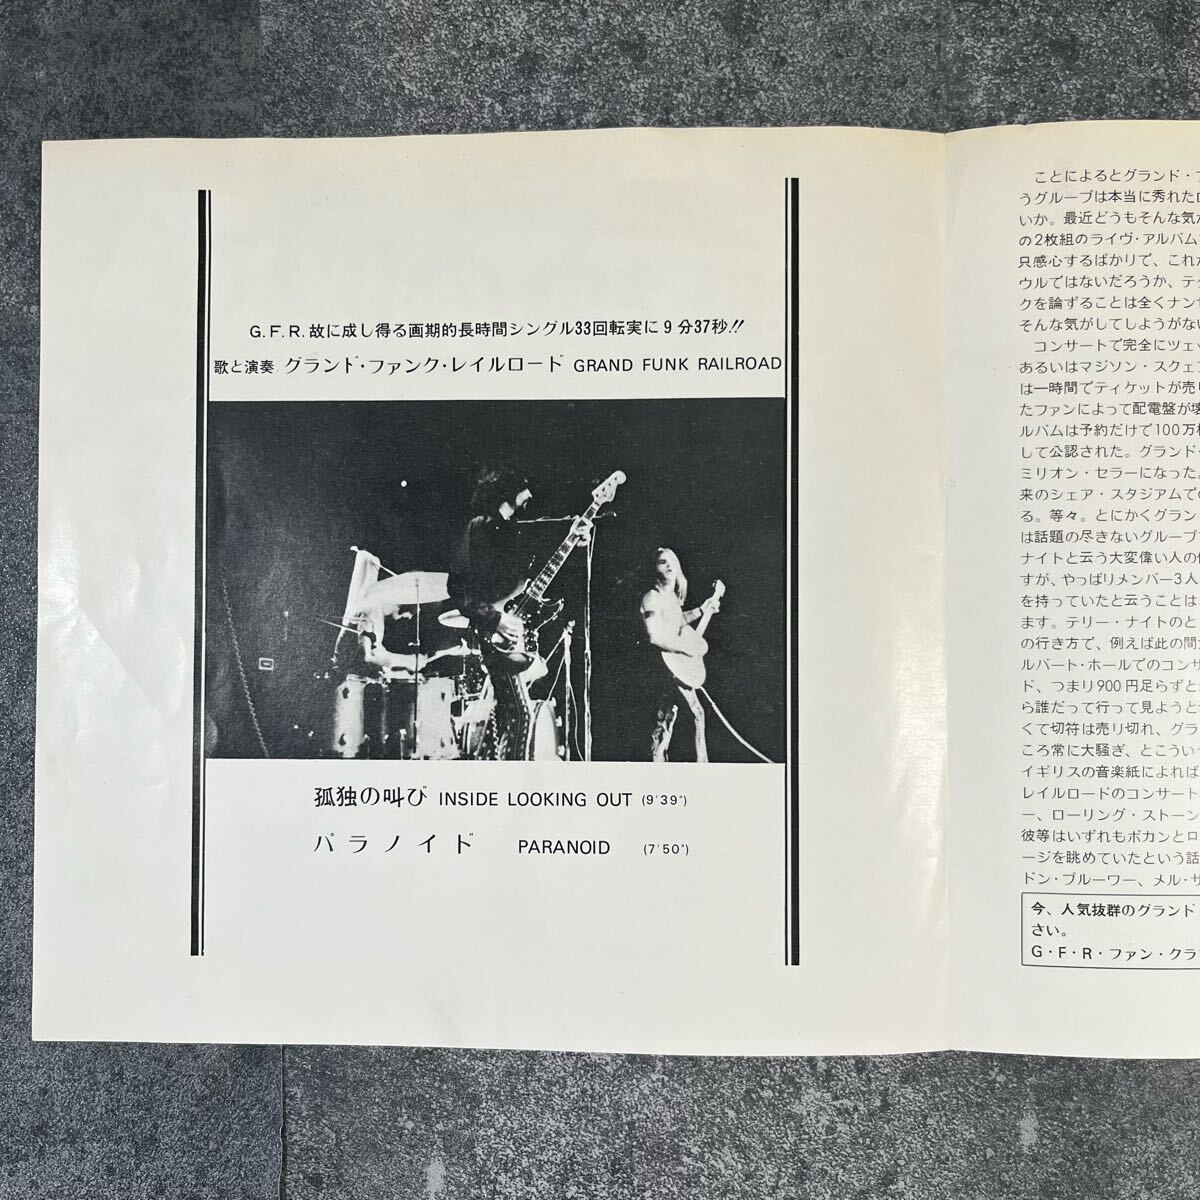 G.F.R.故に成し得る画期的長時間シングル33回転実に9分37秒!!
歌と演奏 グランド・ファンク・レイルロード GRAND FUNK RAILROAD
孤独の叫び INSIDE LOOKING OUT (9'39")
パラノイド PARANOID (7'50")
ことによるとグランド・フ
うグループは本当に秀れたロ
いか。最近どうもそんな気が
の2枚組のライヴ・アルバム
只感心するばかりで、これが
ウルではないだろうか、テク
クを論ずることは全くナンセ
そんな気がしてしようがない
コンサートで完全にツェッ
あるいはマジソン・スクェア
は一時間でティケットが売り
たファンによって配電盤が壊
ルバムは予約だけで100万枚
して公認された。グランド・
ミリオン・セラーになった。
来のシェア・スタジアムでの
る。等々。とにかくグラン
は話題の尽きないグループ
ナイトと云う大変偉い人の
すが、やっぱりメンバー3人
を持っていたと云うことは
ます。テリー・ナイトのと
の行き方で、例えば此の間
ルバート・ホールでのコンサ
ド、つまり900円足らずと
ら誰だって行って見ようと
くて切符は売り切れ、グラ
ころ常に大騒ぎ、とこうい
イギリスの音楽紙によれば
レイルロードのコンサート
ー、ローリング・ストーン
彼等はいずれもポカンとロ
ージを眺めていたという話
ドン・ブルーワー、メル・サ
今、人気抜群のグランド
さい。
G・F・R・ファン・クラ